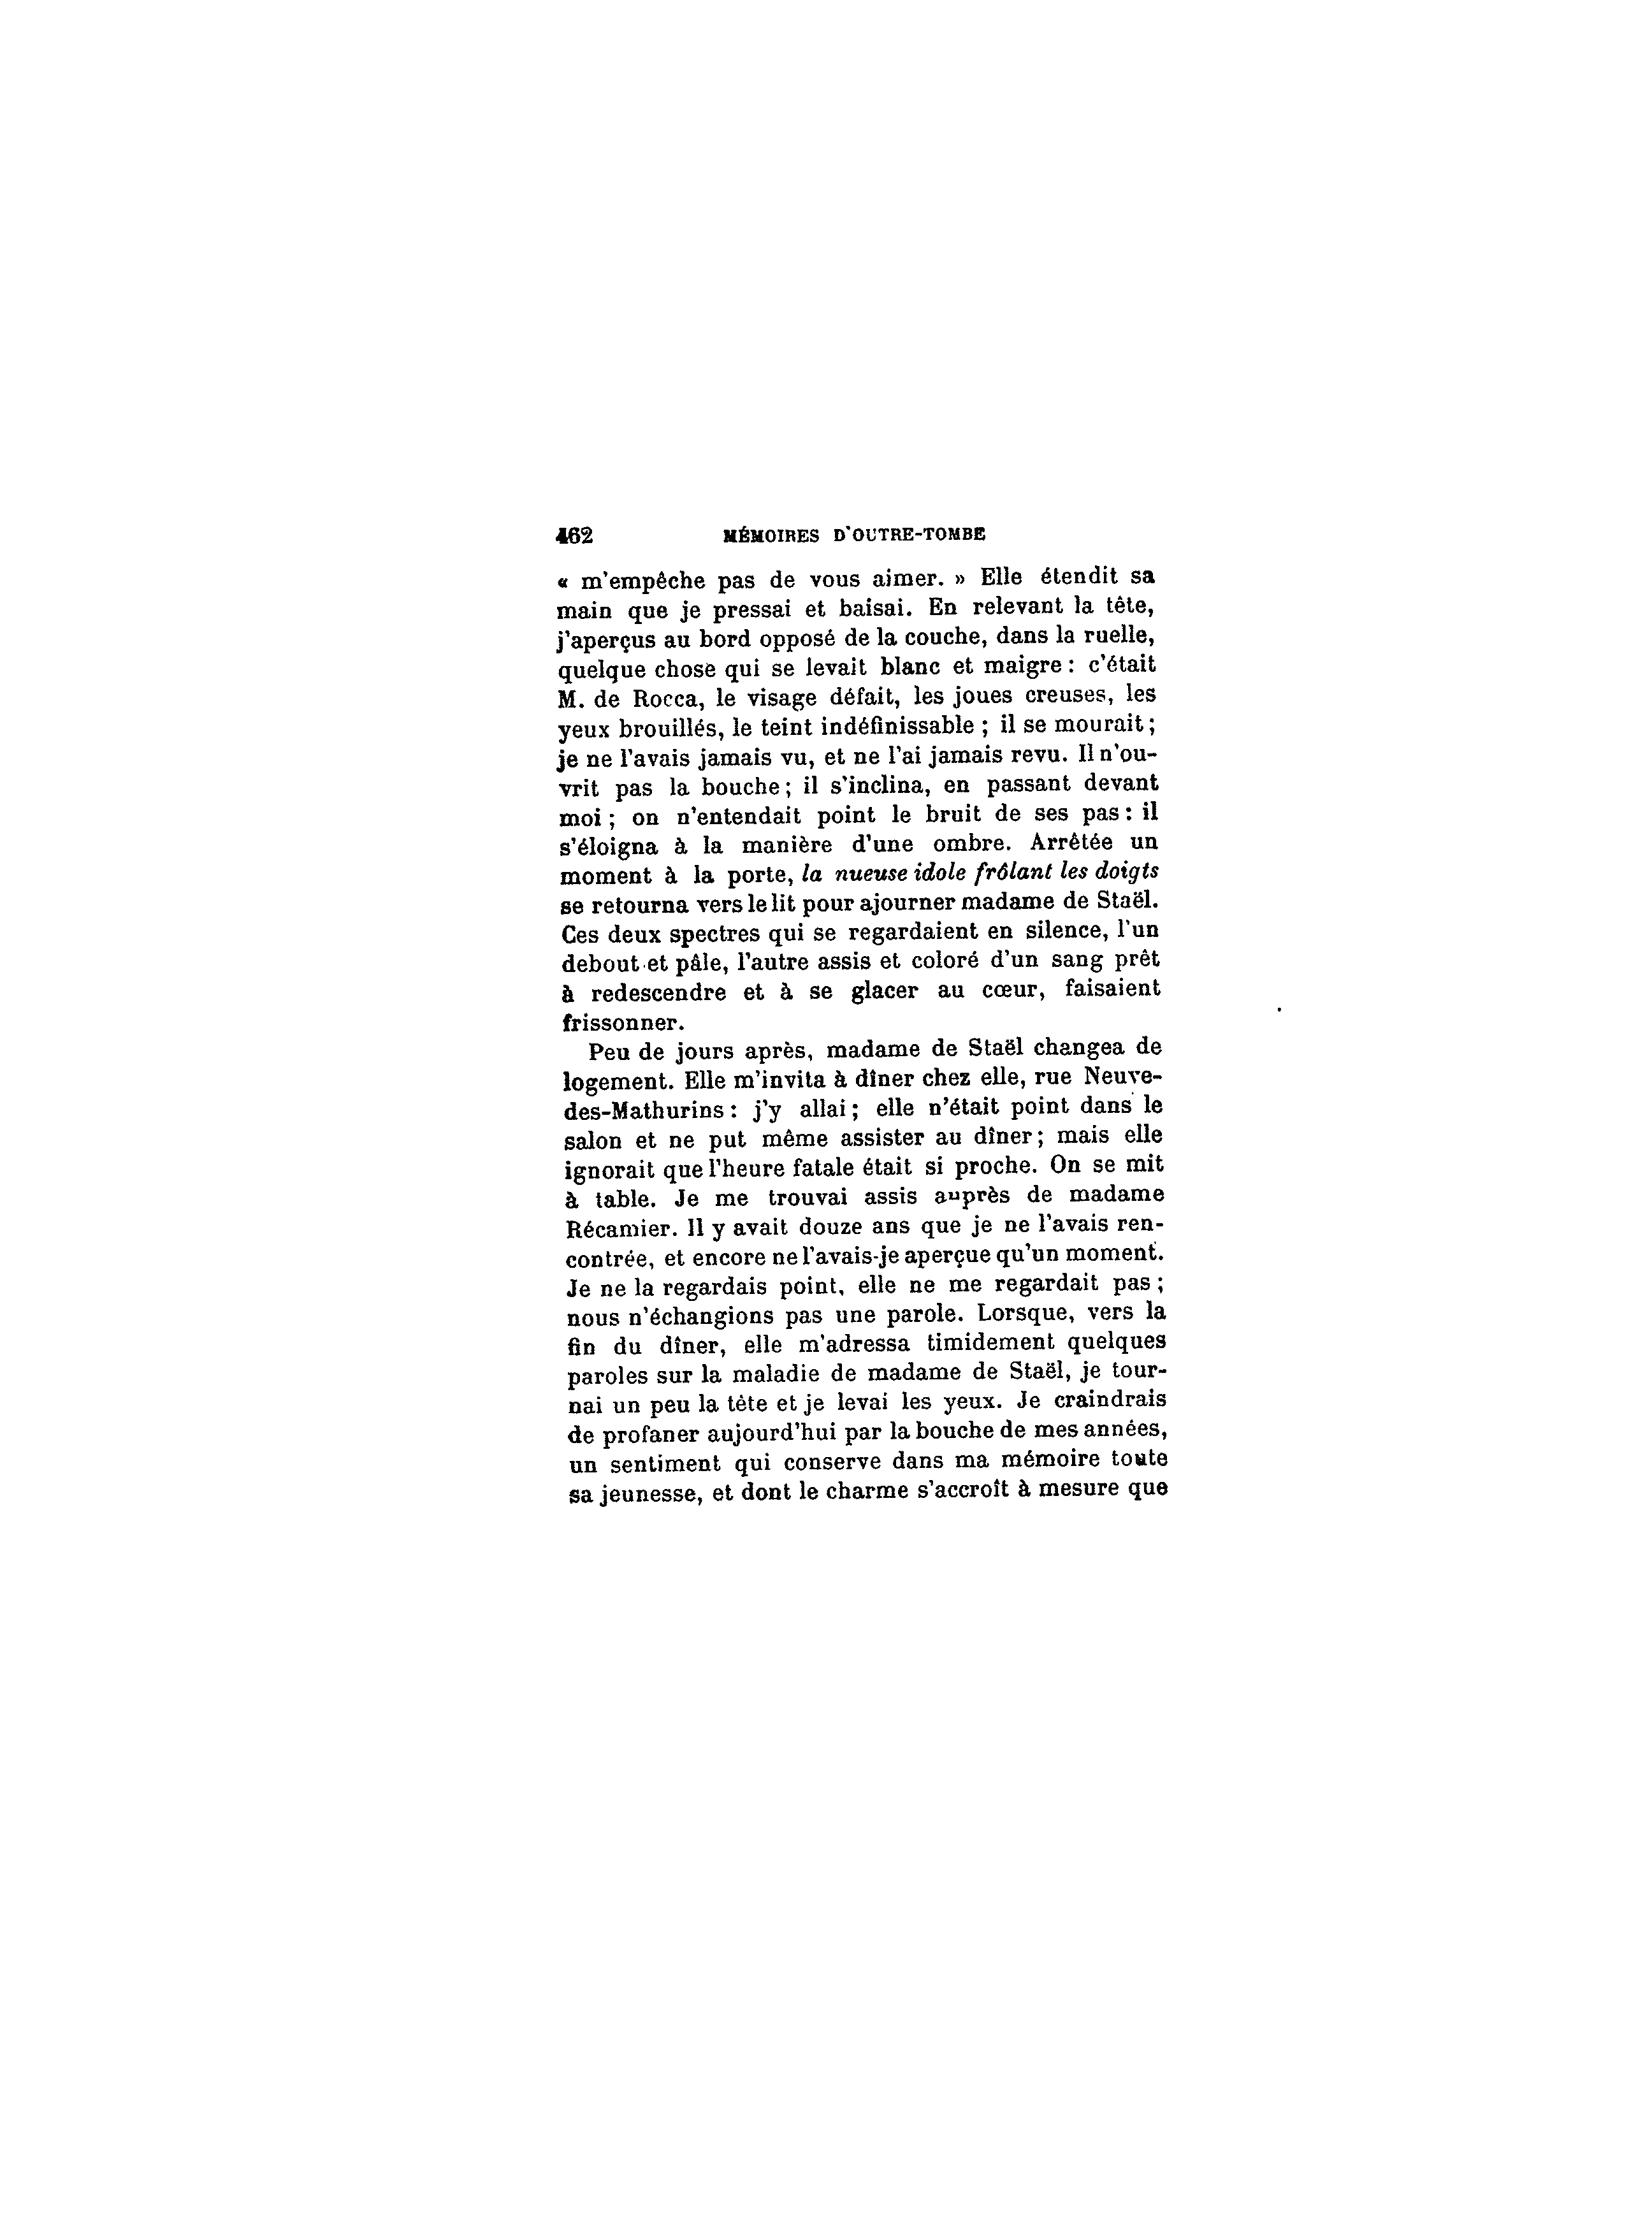 462 MÉMOIRES D'OUTRE-TOMBE
« m'empêche pas de vous aimer. » Elle étendit sa
main que je pressai et baisai. En relevant la tête,
j'aperçus au bord opposé de la couche, dans la ruelle,
quelque chose qui se levait blanc et maigre : c'était
M. de Rocca, le visage défait, les joues creuses, les
yeux brouillés, le teint indéfinissable ; il se mourait ;
je ne l'avais jamais vu, et ne l'ai jamais revu. Il n'ou-
vrit pas la bouche ; il s'inclina, en passant devant
moi ; on n'entendait point le bruit de ses pas : il
s'éloigna à la manière d'une ombre. Arrêtée un
moment à la porte, la nueuse idole frôlant les doigts
se retourna vers le lit pour ajourner madame de Staël.
Ces deux spectres qui se regardaient en silence, l'un
debout et pâle, l'autre assis et coloré d'un sang prêt
à redescendre et à se glacer au cœur, faisaient
frissonner.
Peu de jours après, madame de Staël changea de
logement. Elle m'invita à dîner chez elle, rue Neuve-
des-Mathurins : j'y allai ; elle n'était point dans le
salon et ne put même assister au dîner ; mais elle
ignorait que l'heure fatale était si proche. On se mit
à table. Je me trouvai assis auprès de madame
Récamier. Il y avait douze ans que je ne l'avais ren-
contrée, et encore ne l'avais-je aperçue qu'un moment.
Je ne la regardais point, elle ne me regardait pas ;
nous n'échangions pas une parole. Lorsque, vers la
fin du dîner, elle m'adressa timidement quelques
paroles sur la maladie de madame de Staël, je tour-
nai un peu la tête et je levai les yeux. Je craindrais
de profaner aujourd'hui par la bouche de mes années,
un sentiment qui conserve dans ma mémoire toute
sa jeunesse, et dont le charme s'accroît à mesure que